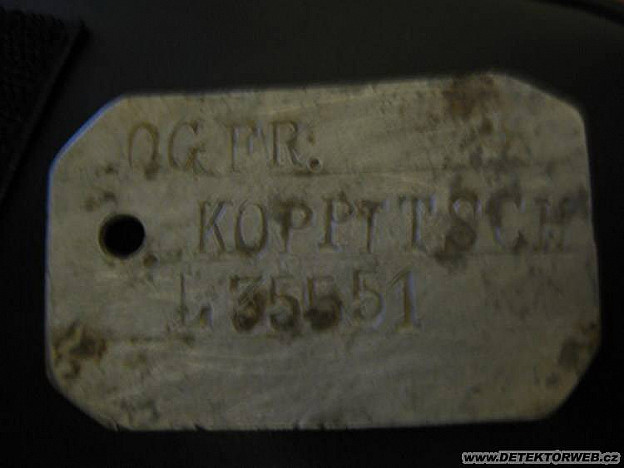 OGFR:
KOPPITSCH
L 35551
www.DETEKTORWEB.cz